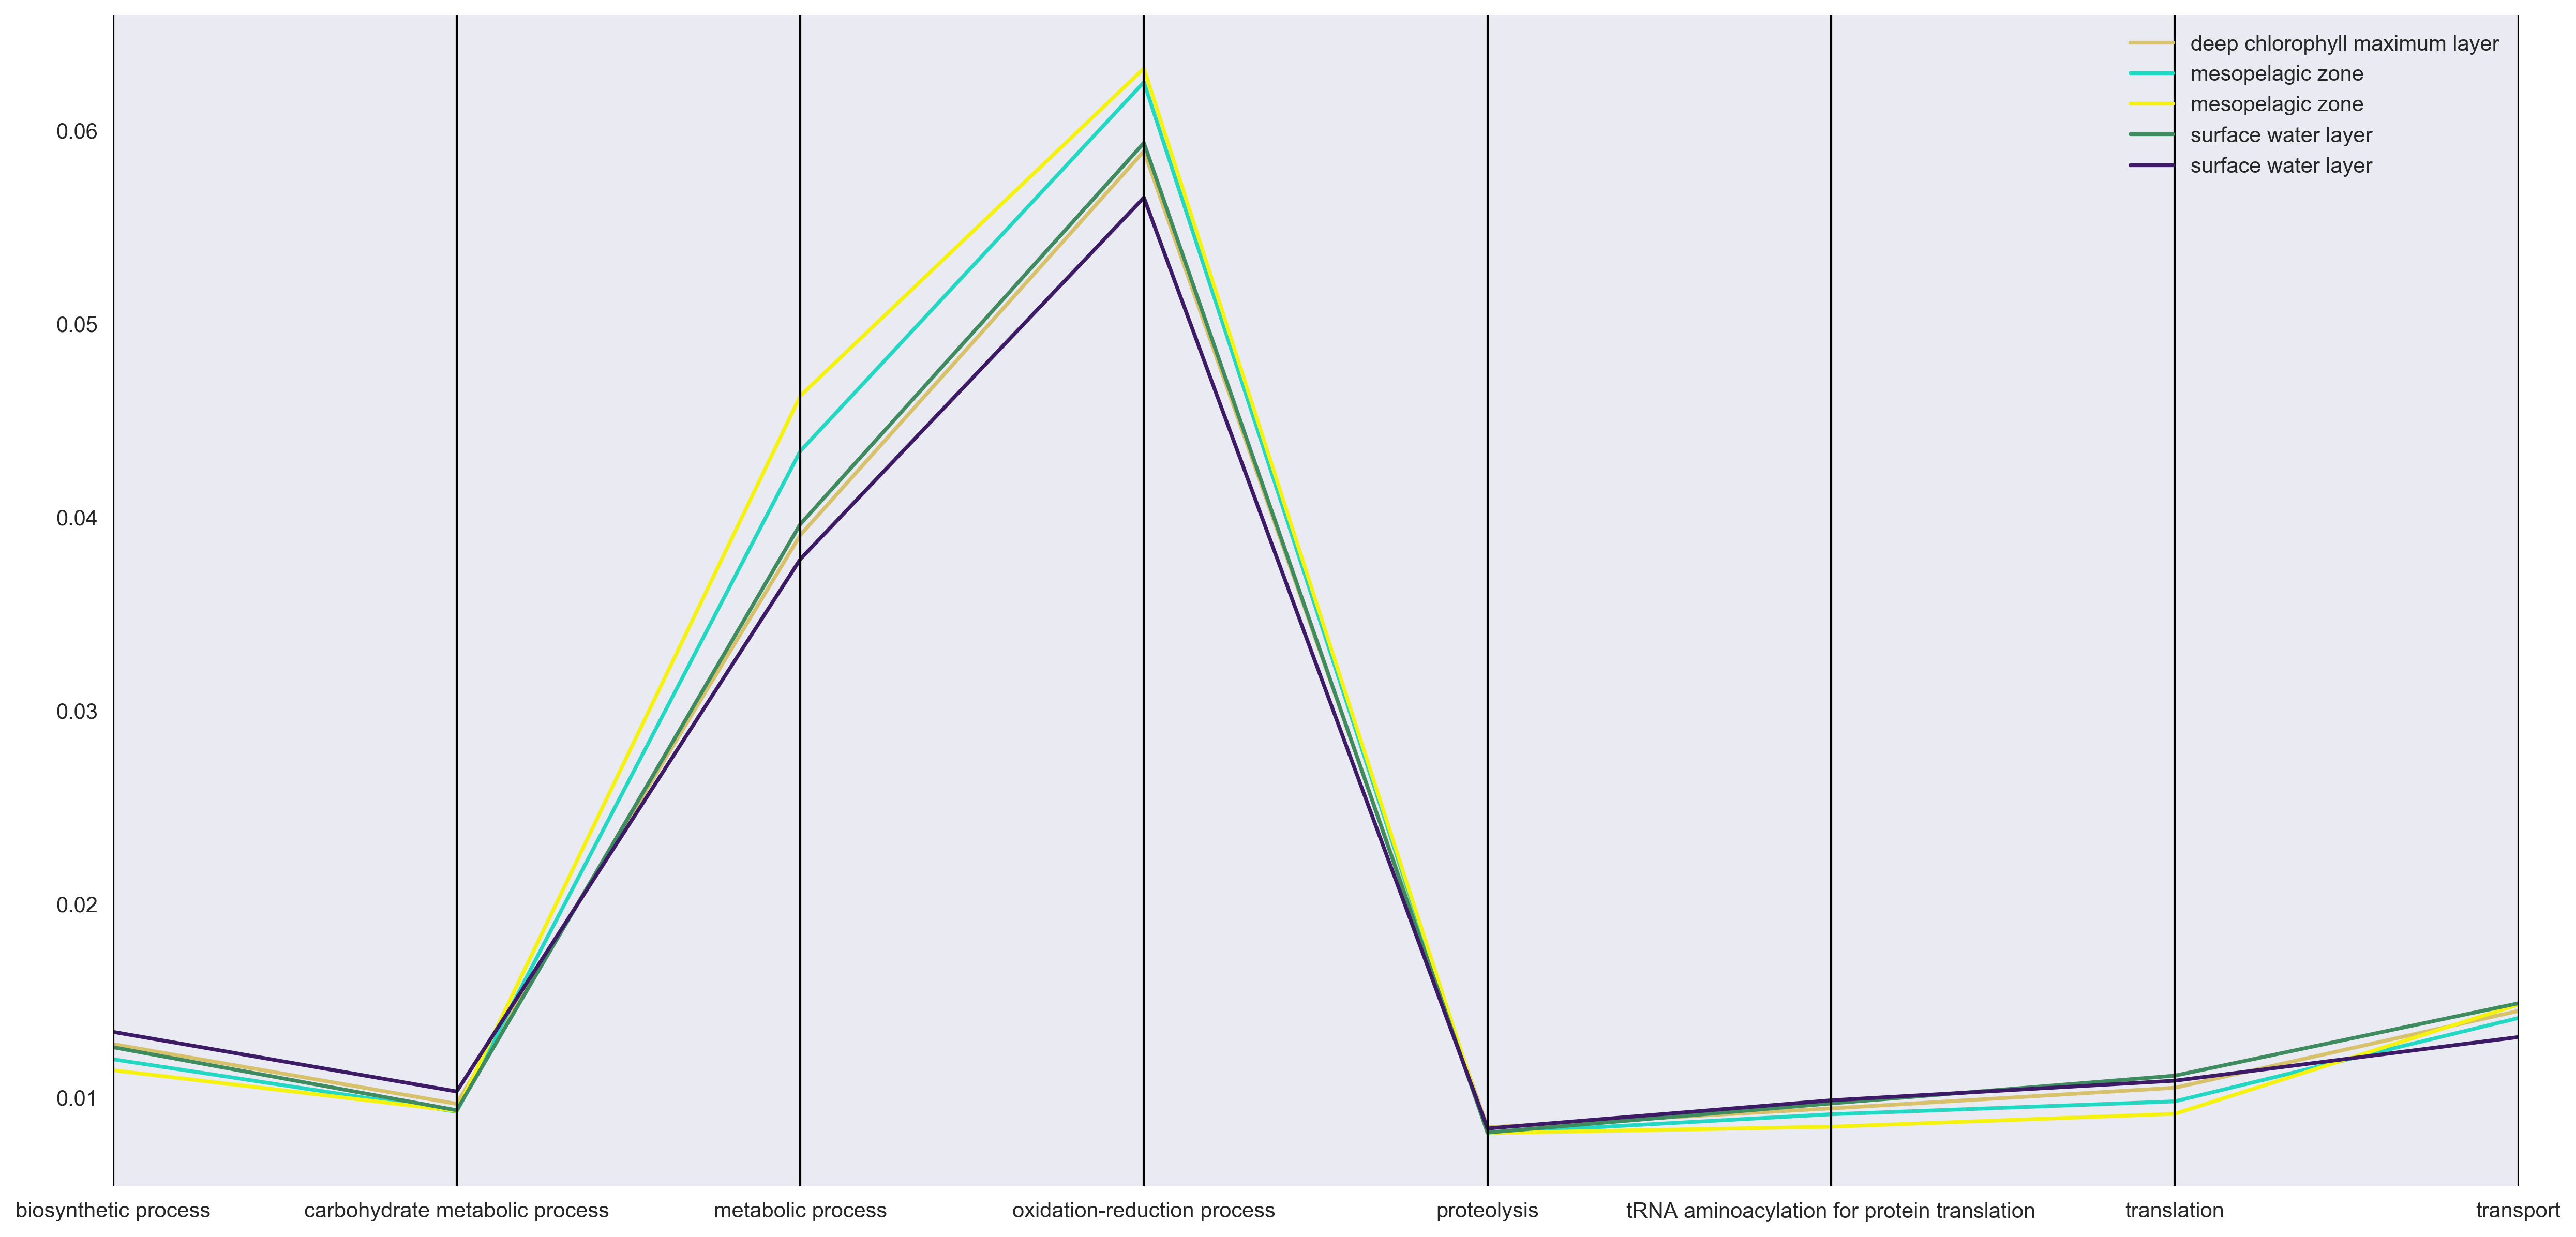 deep chlorophyll maximum layer
mesopelagic zone
mesopelagic zone
surface water layer
surface water layer
0.06
0.05
0.04
0.03
0.02
0.01
biosynthetic process carbohydrate metabolic process metabolic process oxidation-reduction process proteolysis tRNA aminoacylation for protein translation translation transport